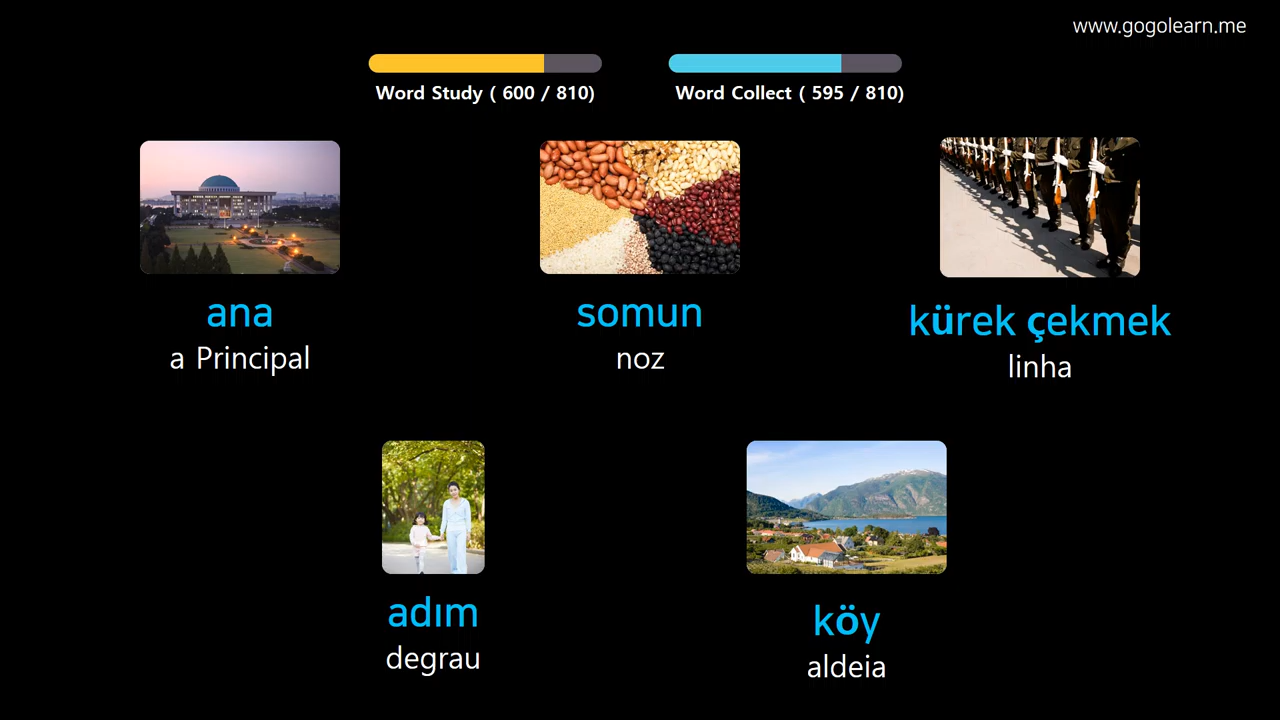 www.gogolearn.me
Word Study ( 600 / 810)
Word Collect ( 595 / 810)
ana
a Principal
somun
noz
kürek çekmek
linha
adım
degrau
köy
aldeia